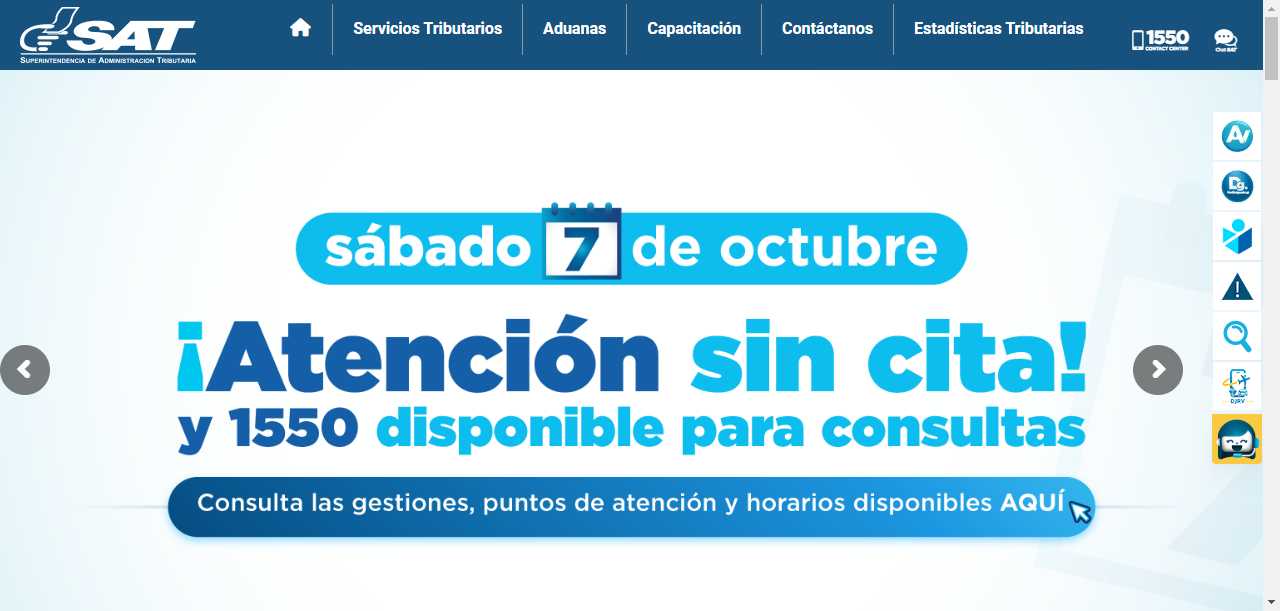 SAT
SUPERINTENDENCIA DE ADMINISTRACION TRIBUTARIA
Servicios Tributarios
Aduanas
Capacitación
Contáctanos
Estadísticas Tributarias
1550
CONTACT CENTER
Chat SAT
AV
Dg.
sábado 7 de octubre
¡Atención sin cita!
y 1550 disponible para consultas
Consulta las gestiones, puntos de atención y horarios disponibles AQUÍ
DJRV